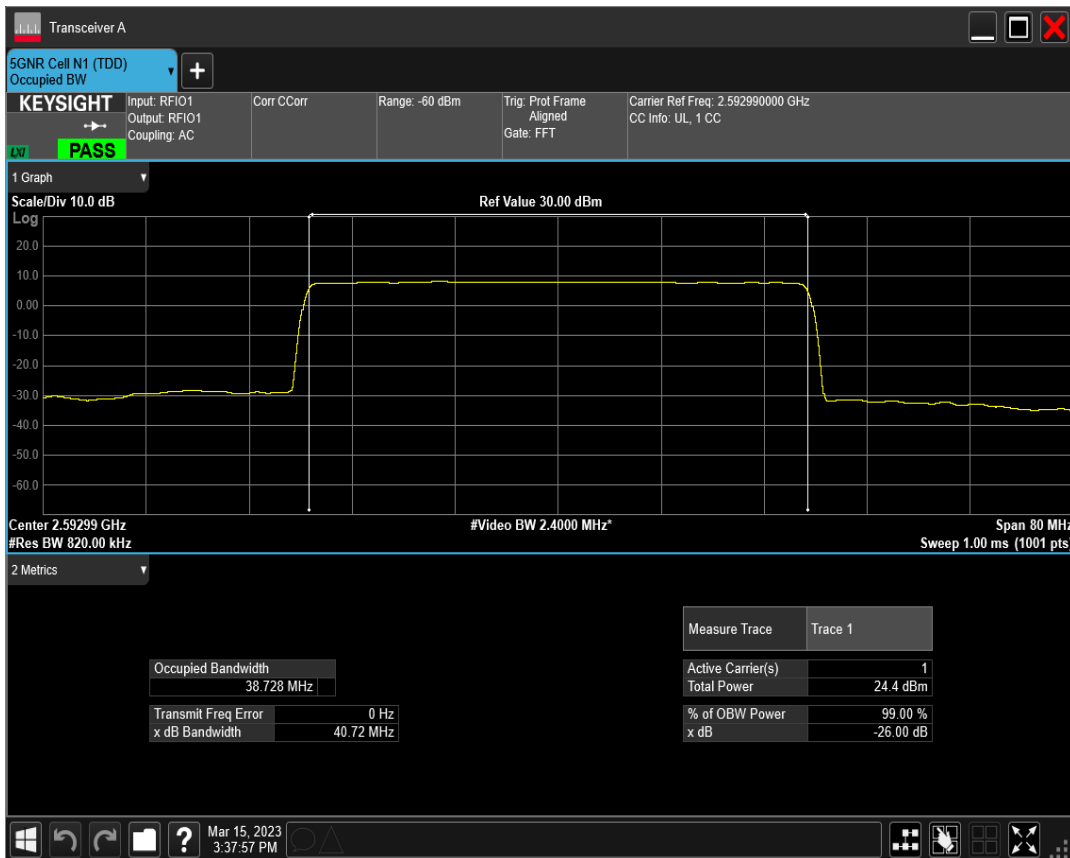 Transceiver A
5GNR Cell N1 (TDD)
Occupied BW
+
KEYSIGHT
LXI
PASS
Input: RFIO1
Output: RFIO1
Coupling: AC
Corr CCorr
Range: -60 dBm
Trig: Prot Frame
Aligned
Gate: FFT
Carrier Ref Freq: 2.592990000 GHz
CC Info: UL, 1 CC
1 Graph
Scale/Div 10.0 dB
Ref Value 30.00 dBm
Log
20.0
10.0
0.00
-10.0
-20.0
-30.0
-40.0
-50.0
-60.0
Center 2.59299 GHz
#Video BW 2.4000 MHz*
Span 80 MHz
#Res BW 820.00 kHz
Sweep 1.00 ms (1001 pts)
2 Metrics
Measure Trace Trace 1
Occupied Bandwidth
38.728 MHz
Active Carrier(s) 1
Total Power 24.4 dBm
Transmit Freq Error 0 Hz
x dB Bandwidth 40.72 MHz
% of OBW Power 99.00 %
x dB -26.00 dB
?
Mar 15, 2023
3:37:57 PM